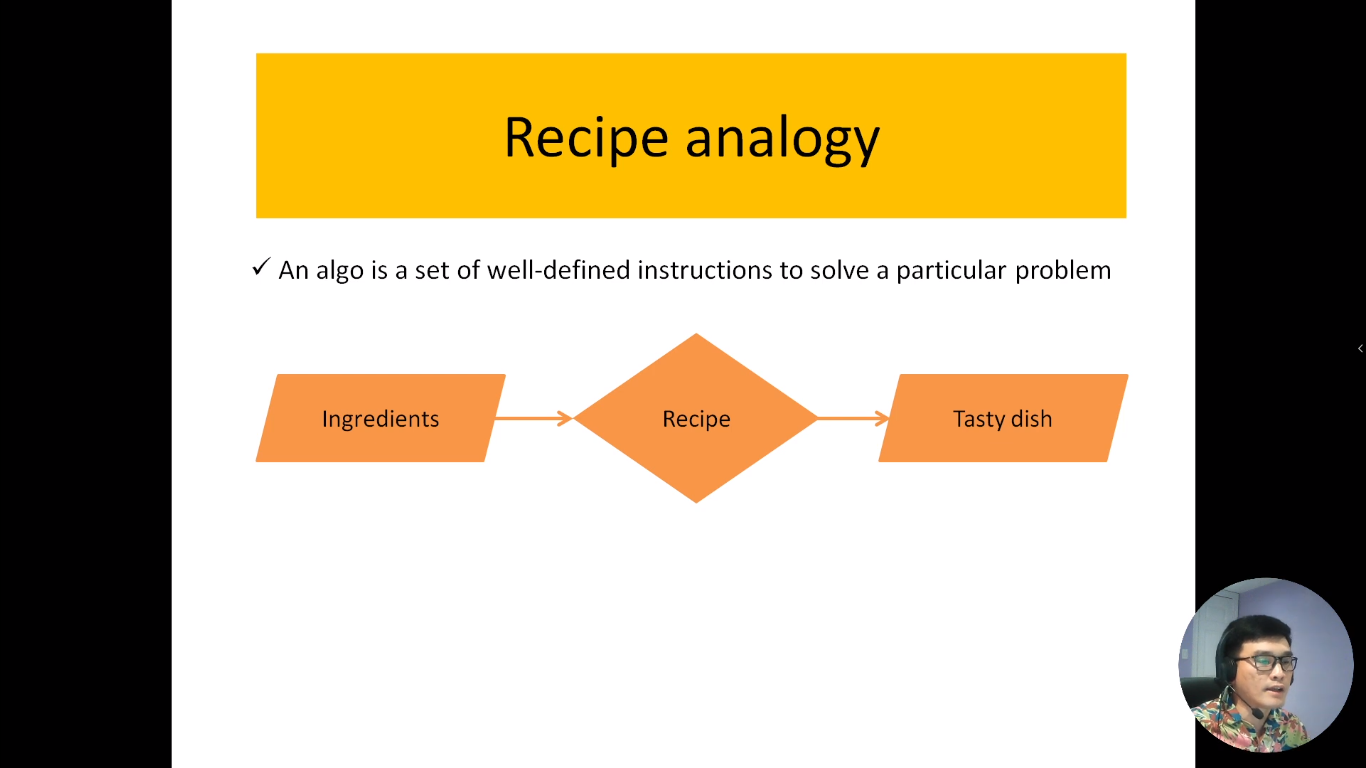 Recipe analogy
✓ An algo is a set of well-defined instructions to solve a particular problem
Ingredients
Recipe
Tasty dish